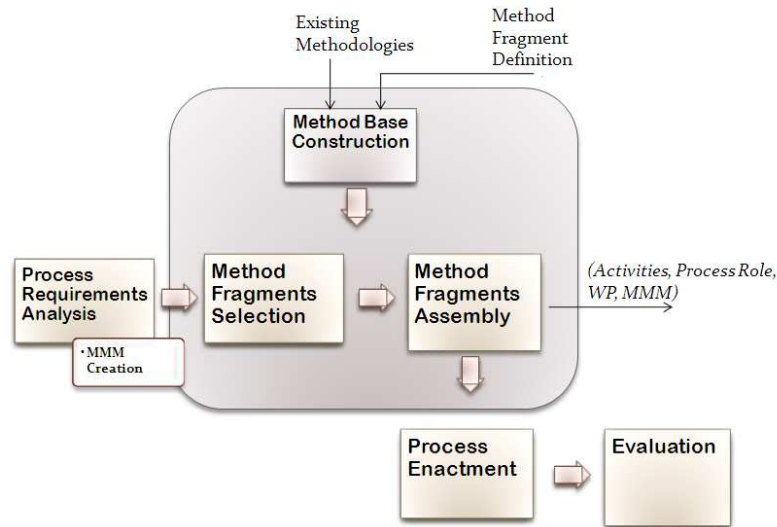 Existing
Methodologies
Method
Fragment
Definition
Method Base
Construction
Process
Requirements
Analysis
• MMM
Creation
Method
Fragments
Selection
Method
Fragments
Assembly
(Activities, Process Role,
WP, MMM)
Process
Enactment
Evaluation